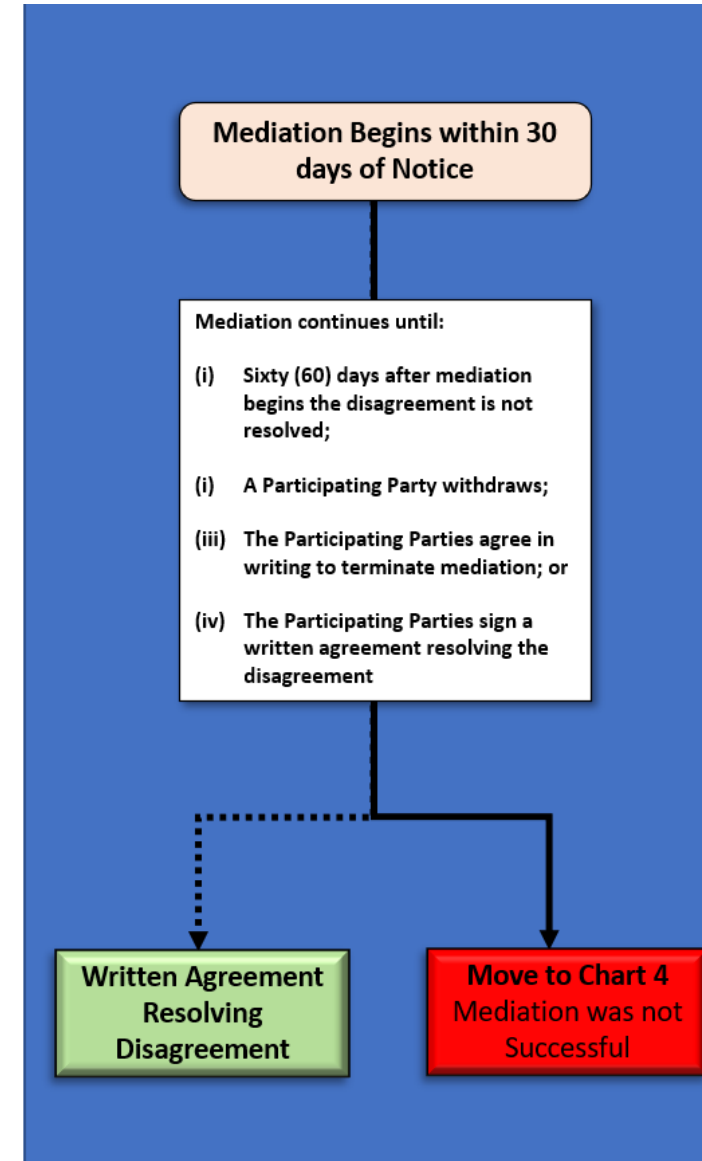 Mediation Begins within 30
days of Notice
Mediation continues until:
(i) Sixty (60) days after mediation
begins the disagreement is not
resolved;
(i) A Participating Party withdraws;
(iii) The Participating Parties agree in
writing to terminate mediation; or
(iv) The Participating Parties sign a
written agreement resolving the
disagreement
Written Agreement
Resolving
Disagreement
Move to Chart 4
Mediation was not
Successful